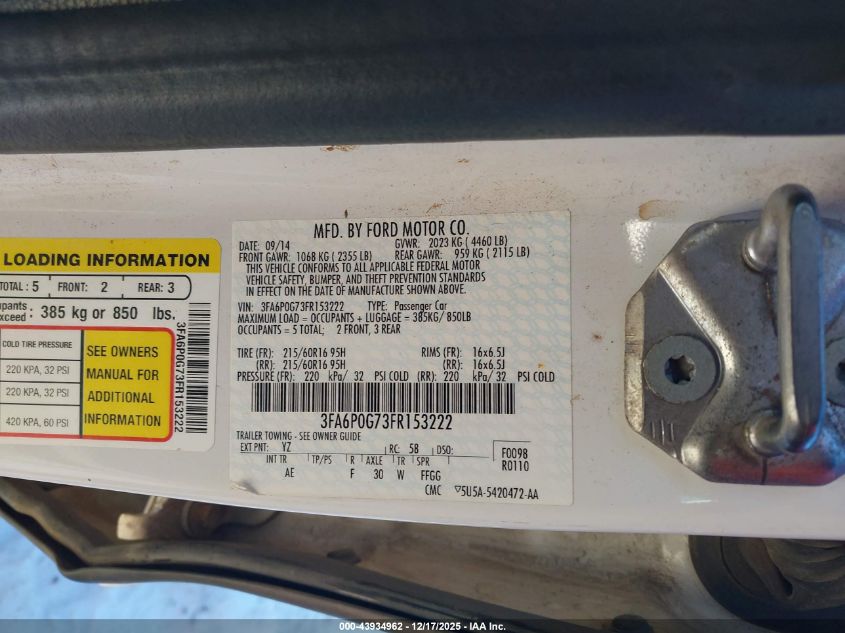 LOADING INFORMATION
TOTAL : 5 FRONT: 2 REAR: 3
pants
exceed : 385 kg or 850 lbs.
COLD TIRE PRESSURE
220 KPA, 32 PSI
220 KPA, 32 PSI
420 KPA, 60 PSI
SEE OWNERS
MANUAL FOR
ADDITIONAL
INFORMATION
3FA6P0G73FR153222
MFD. BY FORD MOTOR CO.
DATE: 09/14 GVWR: 2023 KG ( 4460 LB)
FRONT GAWR: 1068 KG ( 2355 LB) REAR GAWR: 959 KG ( 2115 LB)
THIS VEHICLE CONFORMS TO ALL APPLICABLE FEDERAL MOTOR
VEHICLE SAFETY, BUMPER, AND THEFT PREVENTION STANDARDS
IN EFFECT ON THE DATE OF MANUFACTURE SHOWN ABOVE.
VIN: 3FA6P0G73FR153222 TYPE: Passenger Car
MAXIMUM LOAD = OCCUPANTS + LUGGAGE = 385KG/ 850LB
OCCUPANTS = 5 TOTAL; 2 FRONT, 3 REAR
TIRE (FR): 215/60R16 95H RIMS (FR): 16x6.5J
(RR): 215/60R16 95H (RR): 16x6.5J
PRESSURE (FR): 220 kPa/ 32 PSI COLD (RR): 220 kPa/ 32 PSI COLD
3FA6P0G73FR153222
TRAILER TOWING - SEE OWNER GUIDE
EXT PNT: YZ RC: 5B DSO: F0098
INT TR TP/PS R AXLE TR SPR R0110
AE F 30 W FFGG
CMC ▽5U5A-5420472-AA
000-43934962 - 12/17/2025 - U.S.A, IAA Inc.